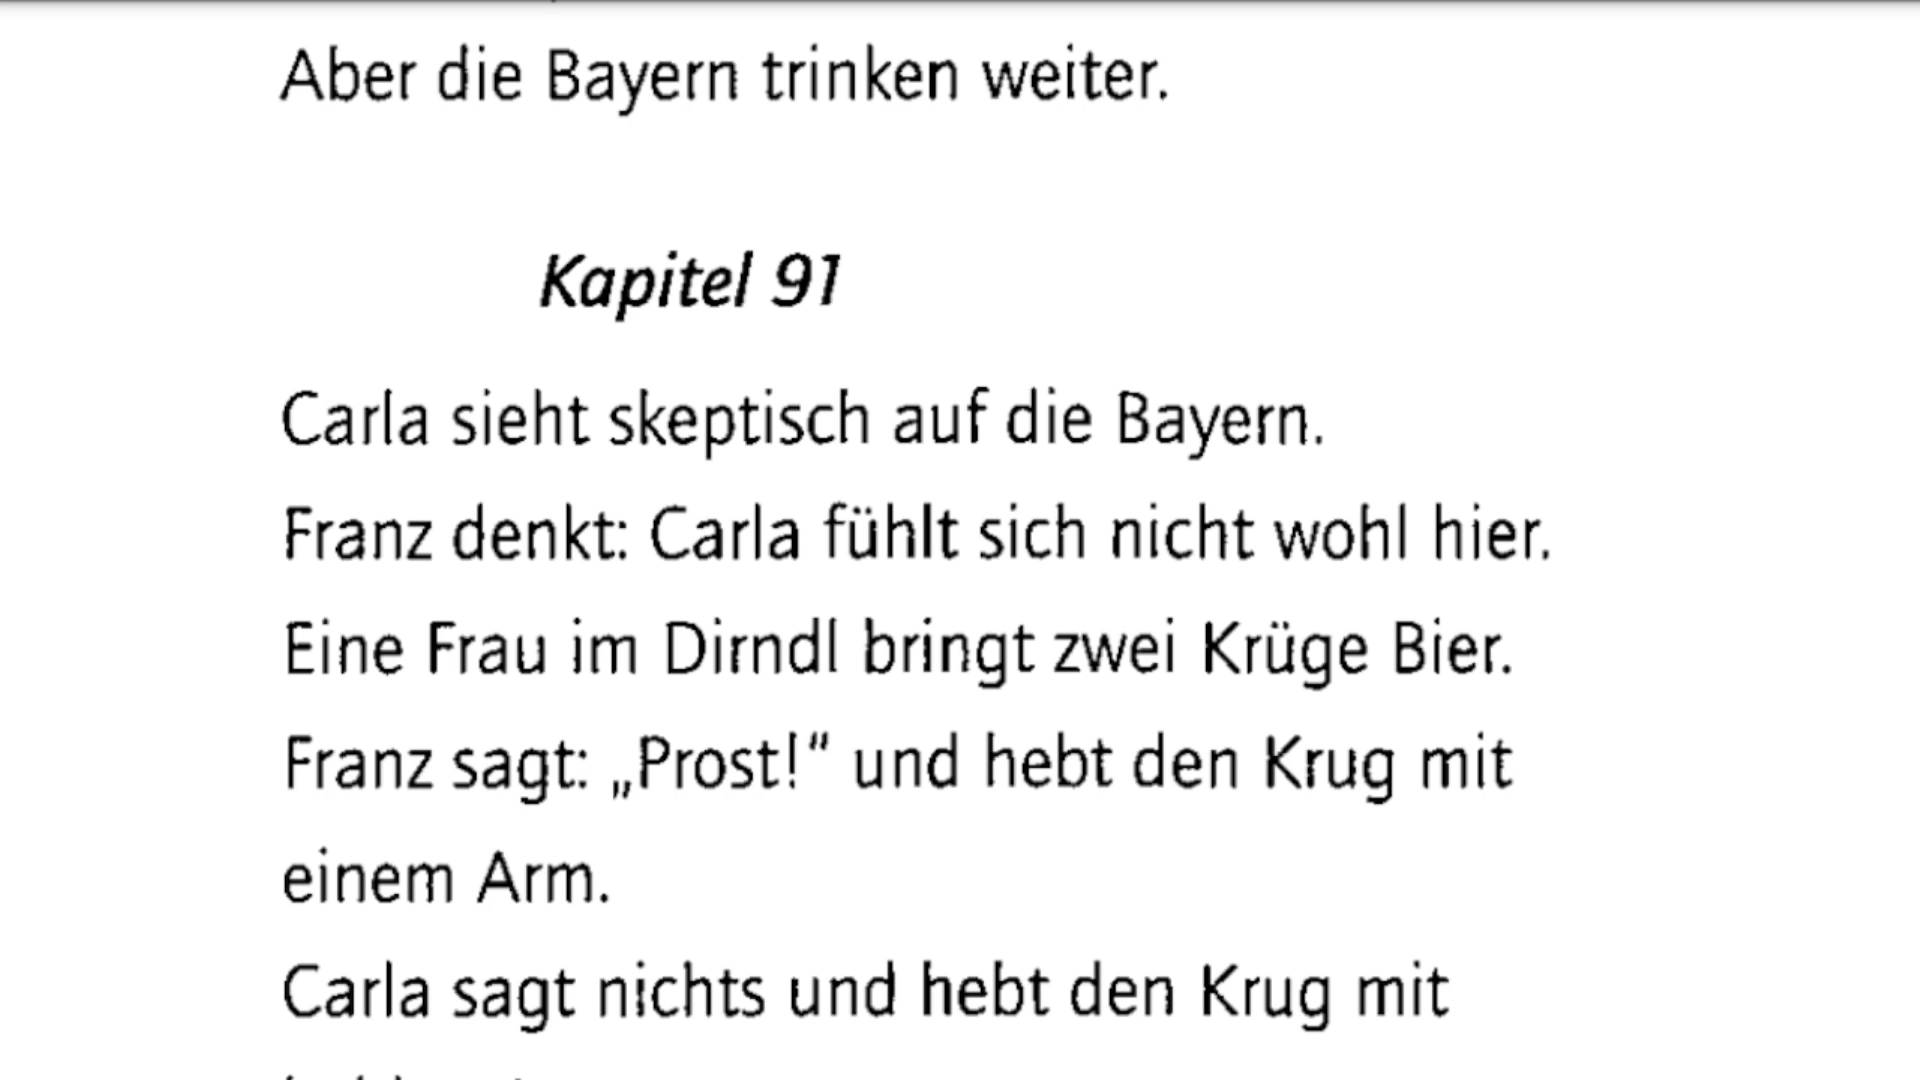 Aber die Bayern trinken weiter.
Kapitel 91
Carla sieht skeptisch auf die Bayern.
Franz denkt: Carla fühlt sich nicht wohl hier.
Eine Frau im Dirndl bringt zwei Krüge Bier.
Franz sagt: „Prost!“ und hebt den Krug mit
einem Arm.
Carla sagt nichts und hebt den Krug mit